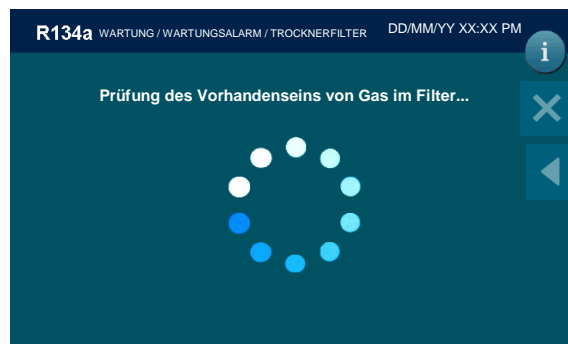 R134a WARTUNG / WARTUNGSALARM / TROCKNERFILTER DD/MM/YY XX:XX PM
i
Prüfung des Vorhandenseins von Gas im Filter...